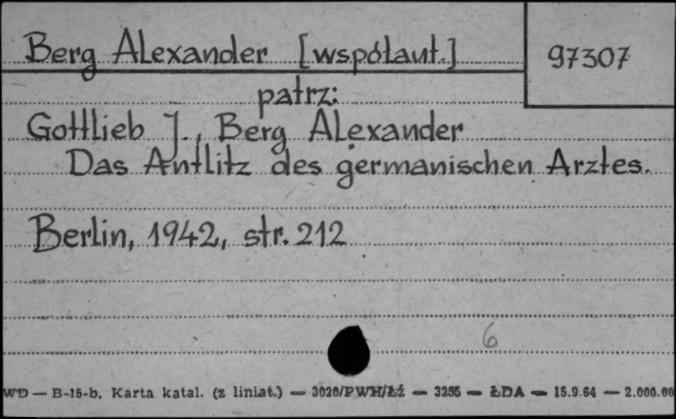 Berg Alexander [współaut.]
97307
patrz:
Gottlieb J., Berg Alexander
Das Antlitz des germanischen Arztes.
Berlin, 1942, str. 212
6
WD — B-15-b. Karta katal. (z liniat.) — 3020/PWH/Łź — 3255 — ŁDA — 15.9.64 — 2.000.00